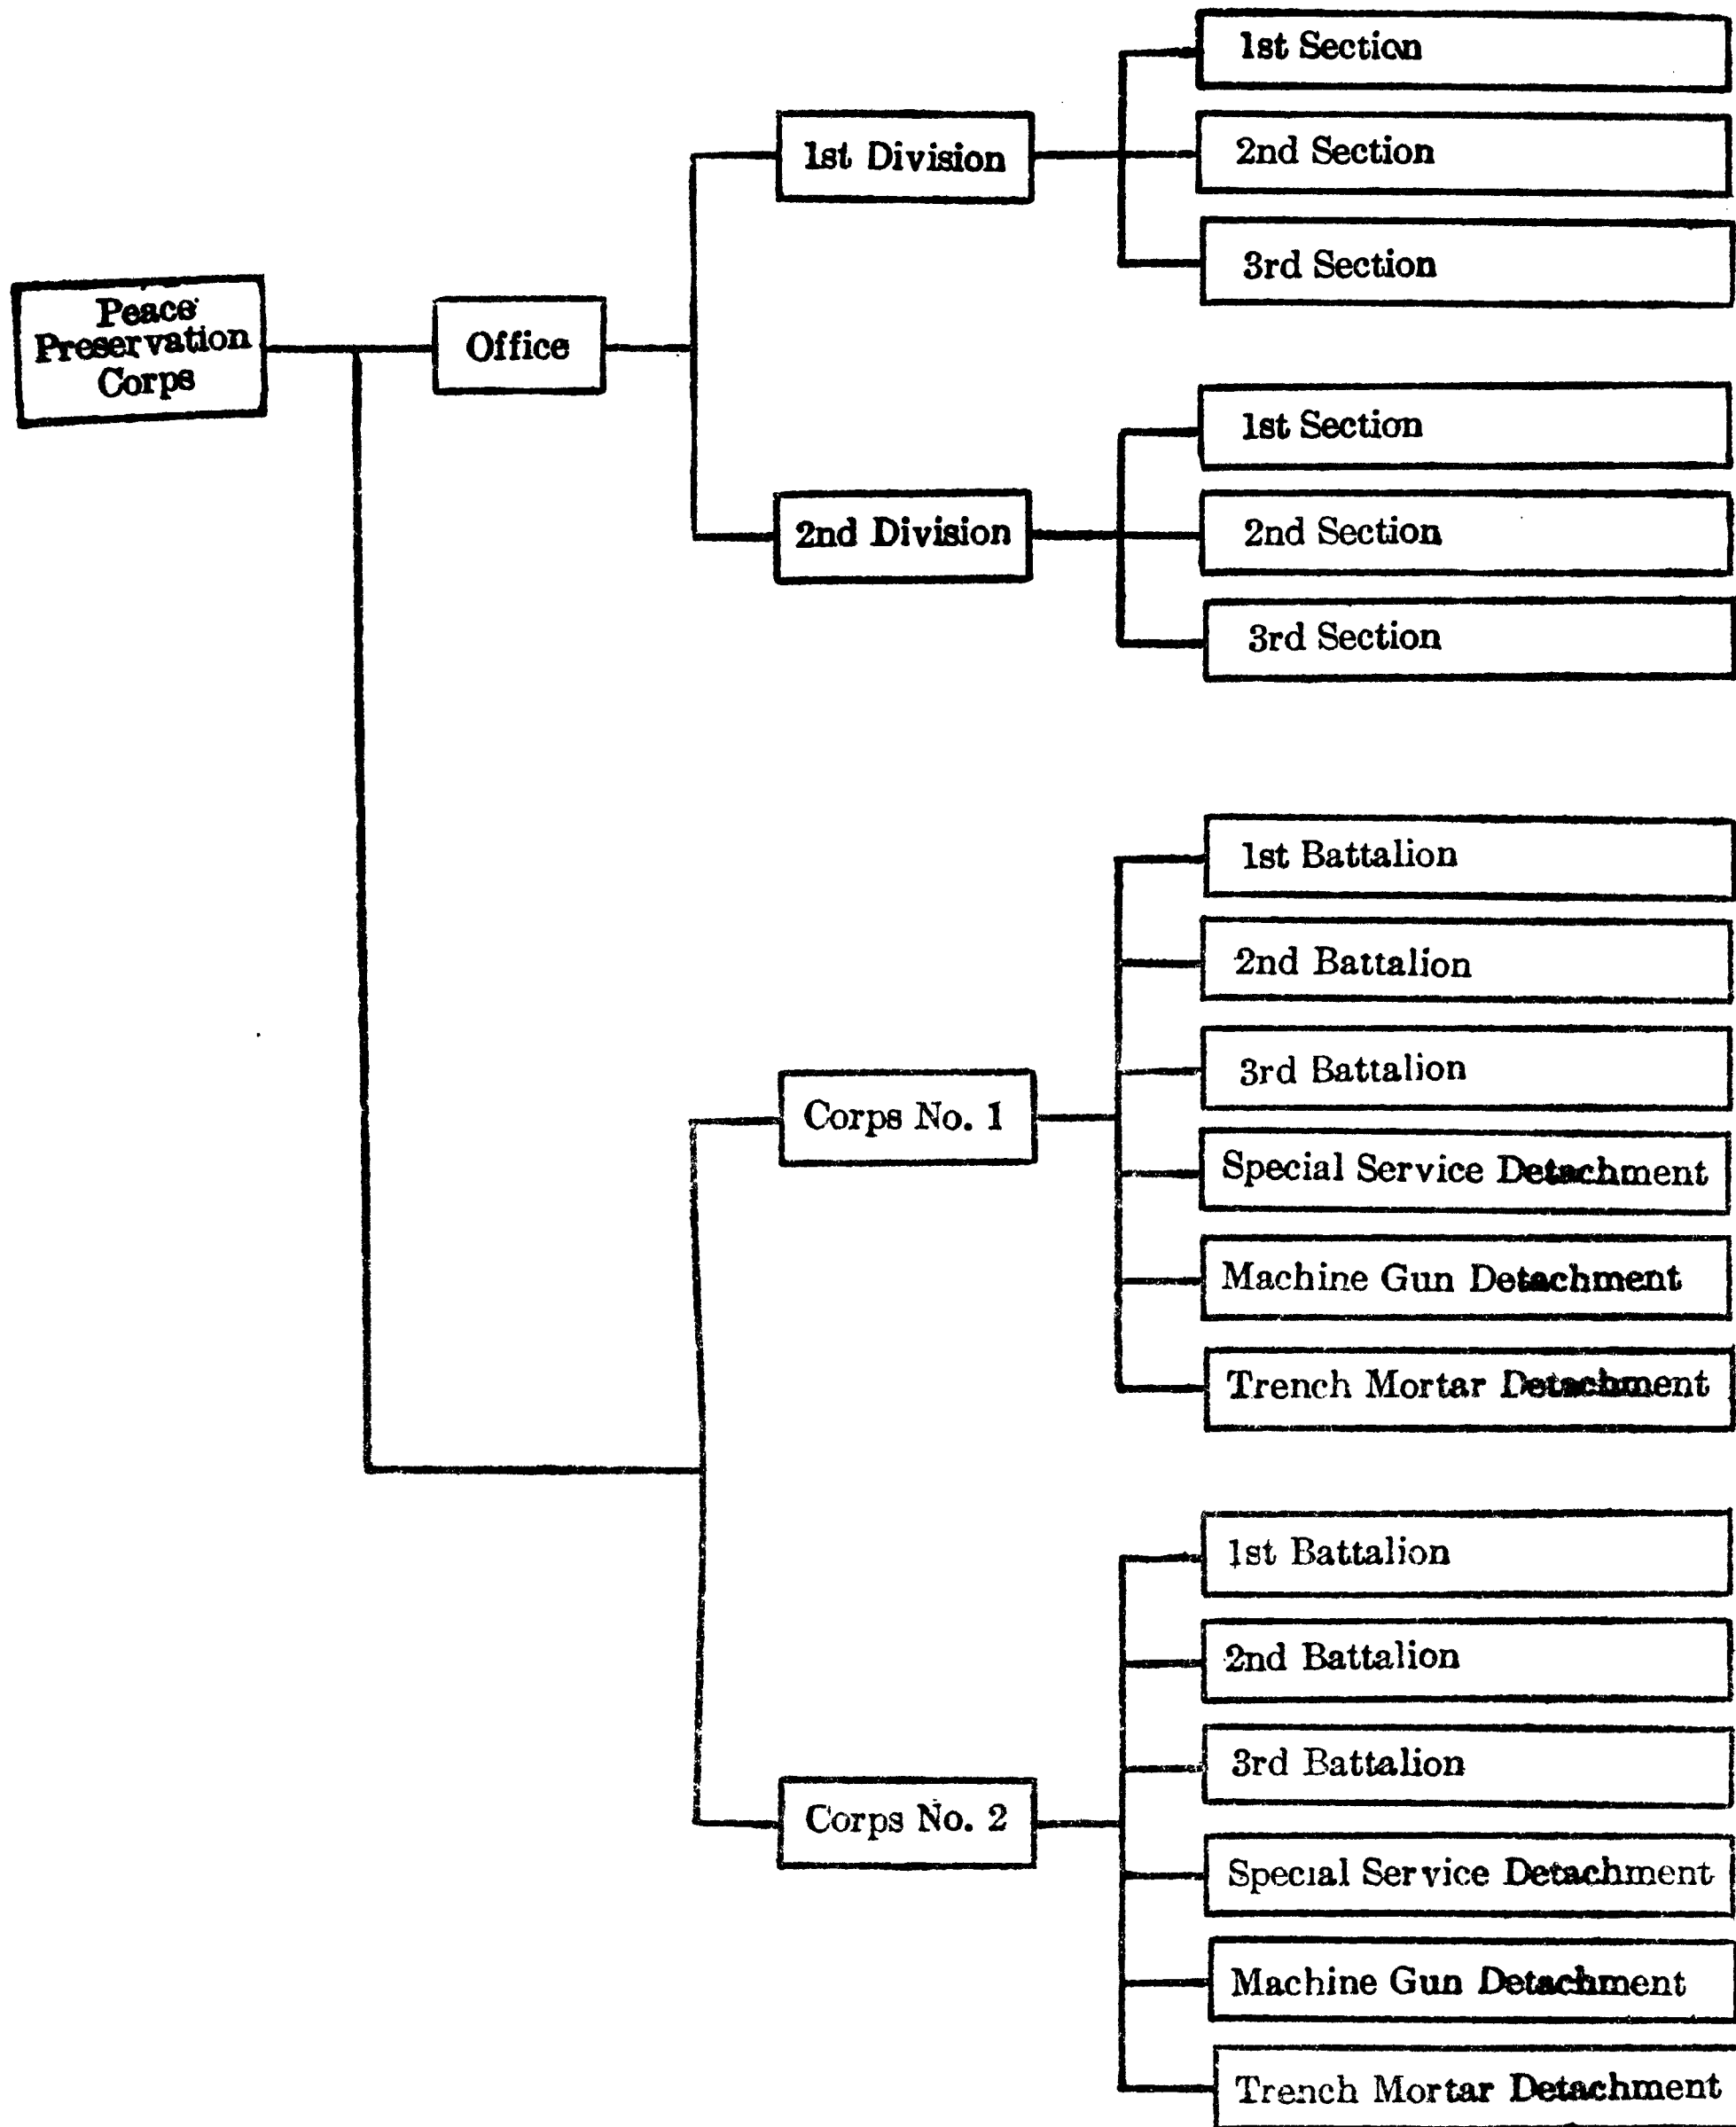 Peace
Preservation
Corps
Office
1st Division
1st Section
2nd Section
3rd Section
2nd Division
1st Section
2nd Section
3rd Section
Corps No. 1
1st Battalion
2nd Battalion
3rd Battalion
Special Service Detachment
Machine Gun Detachment
Trench Mortar Detachment
Corps No. 2
1st Battalion
2nd Battalion
3rd Battalion
Special Service Detachment
Machine Gun Detachment
Trench Mortar Detachment